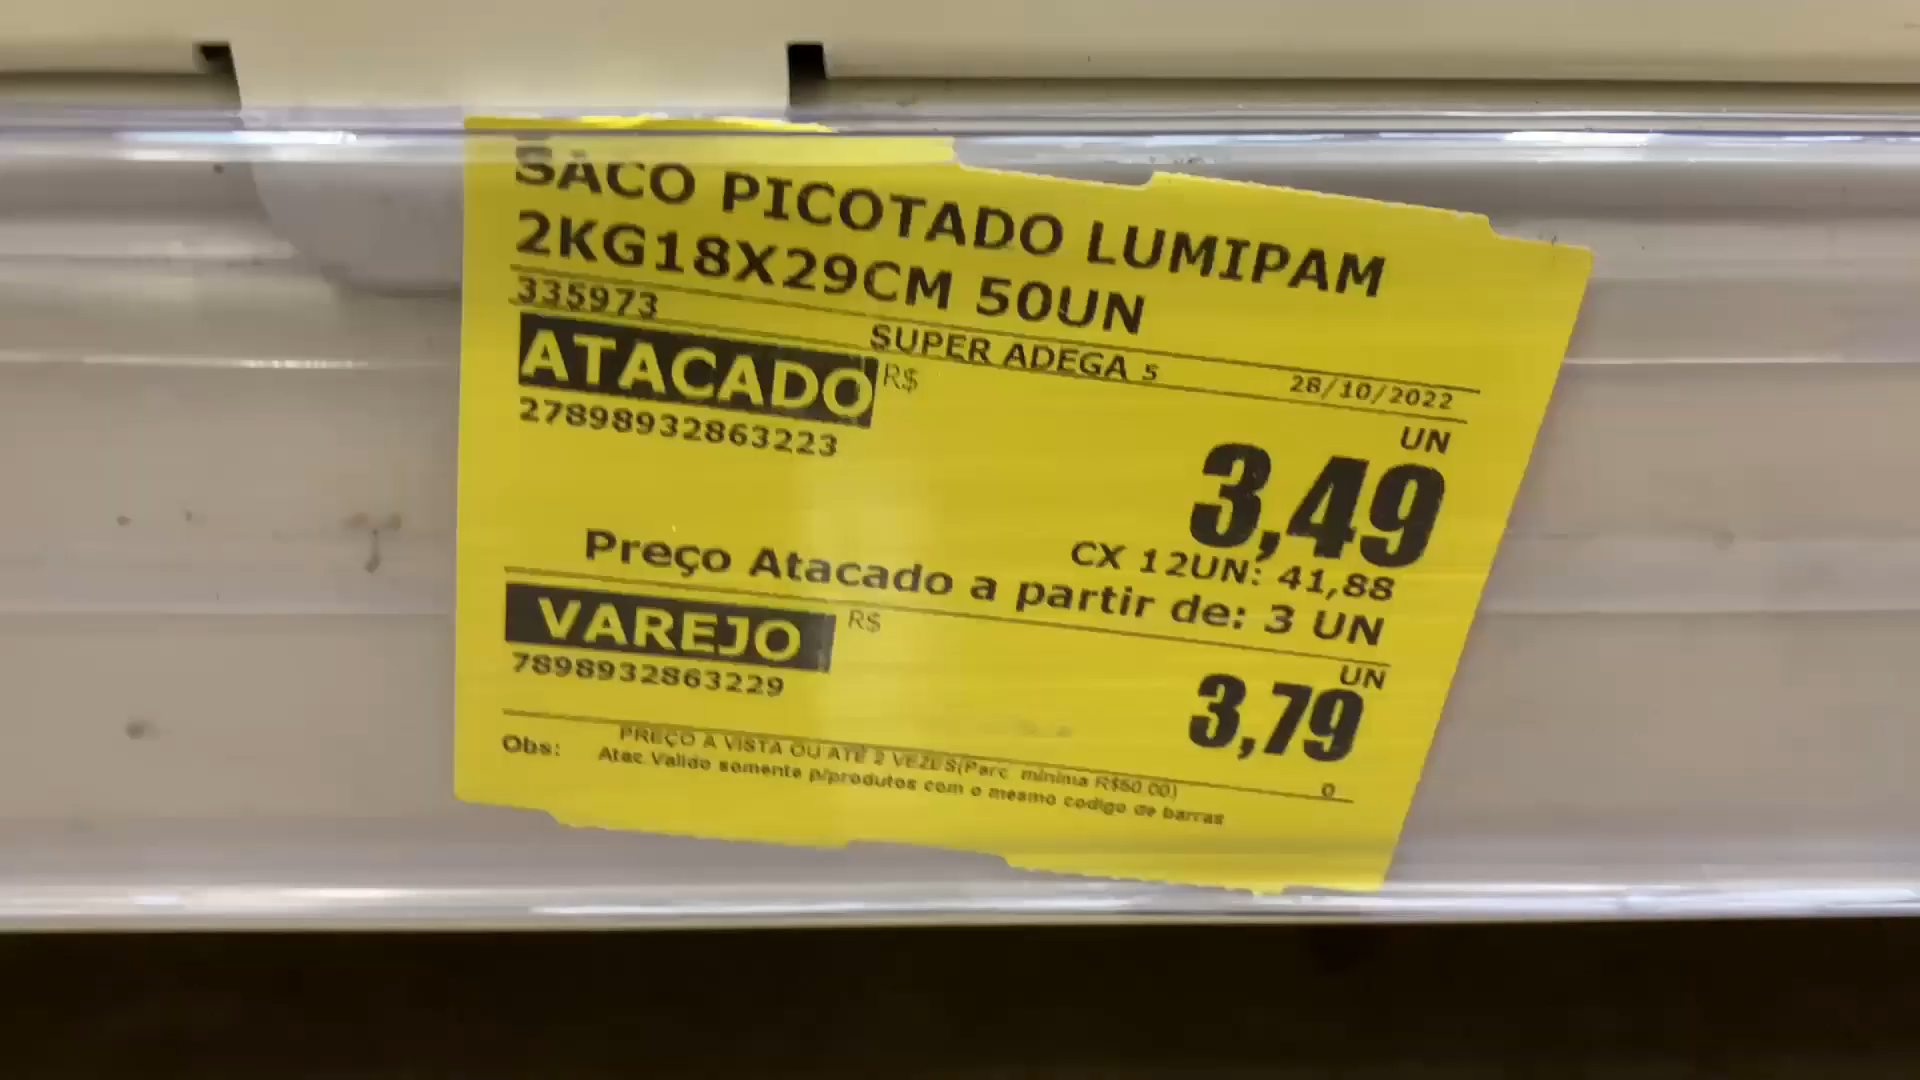 SACO PICOTADO LUMIPAM
2KG18X29CM 50UN
335973
SUPER ADEGA 5
28/10/2022
ATACADO R$
27898932863223
UN
3,49
CX 12UN: 41,88
Preço Atacado a partir de: 3 UN
VAREJO R$
7898932863229
UN
3,79
Obs: PREÇO A VISTA OU ATÉ 2 VEZES(Parc. minima R$50.00) 0
Atac.Valido somente p/produtos com o mesmo codigo de barras